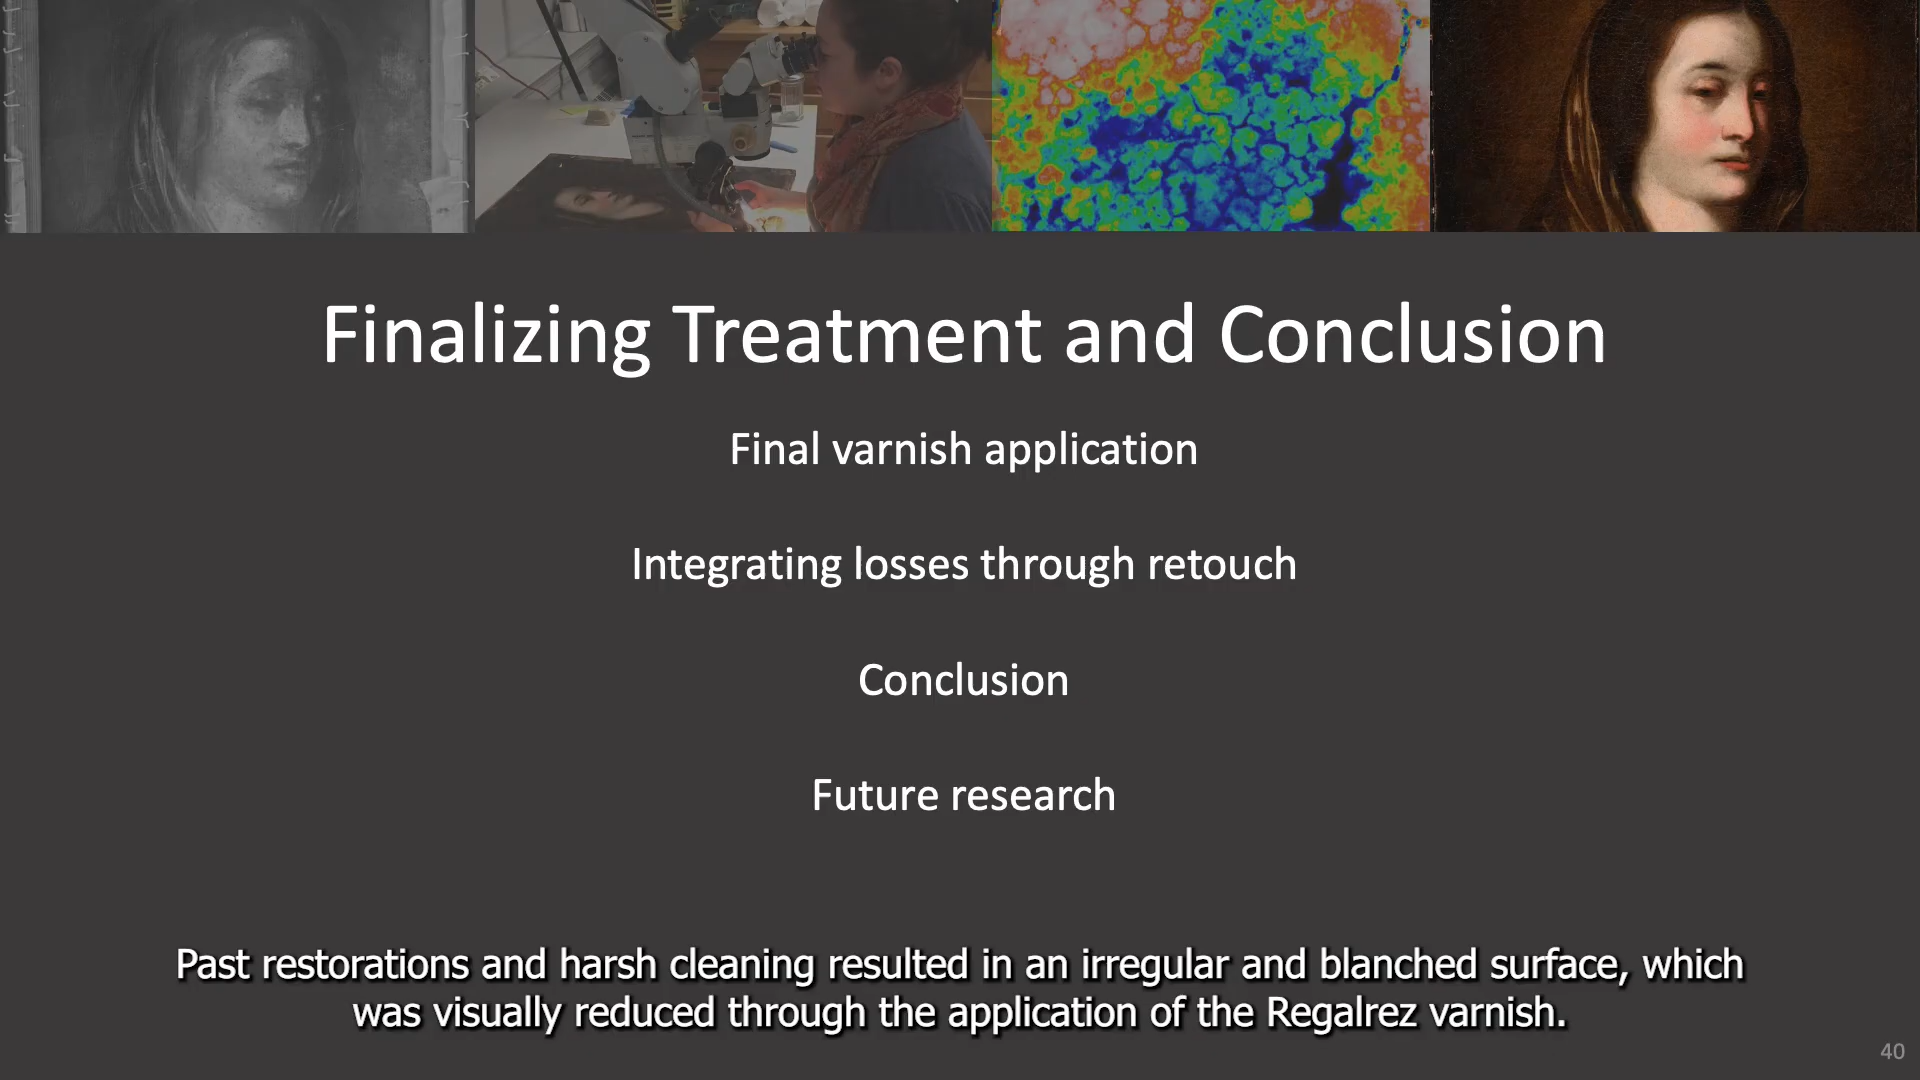 Finalizing Treatment and Conclusion
Final varnish application
Integrating losses through retouch
Conclusion
Future research
Past restorations and harsh cleaning resulted in an irregular and blanched surface, which
was visually reduced through the application of the Regalrez varnish.
40